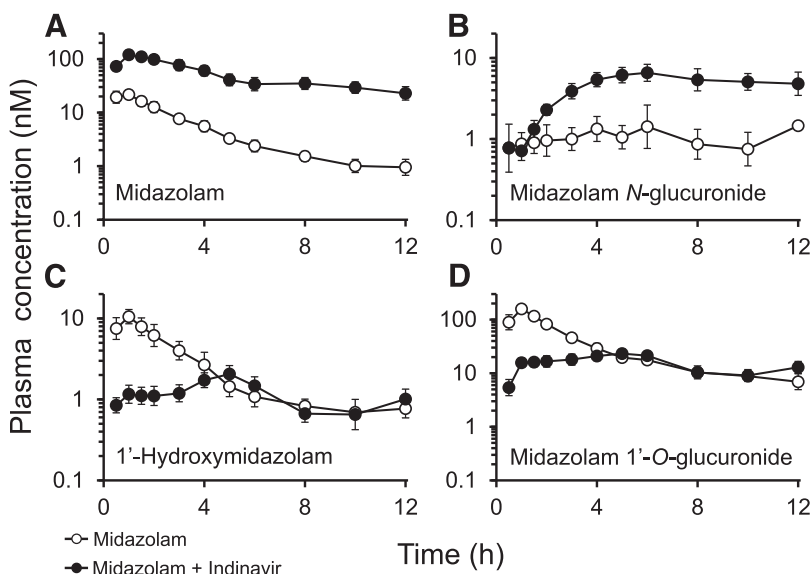 Plasma concentration (nM)
A
100
10
1
0.1
0 4 8 12
Midazolam
B
10
1
0.1
0 4 8 12
Midazolam N-glucuronide
C
10
1
0.1
0 4 8 12
1'-Hydroxymidazolam
D
100
10
1
0.1
0 4 8 12
Midazolam 1'-O-glucuronide
Midazolam
Midazolam + Indinavir
Time (h)